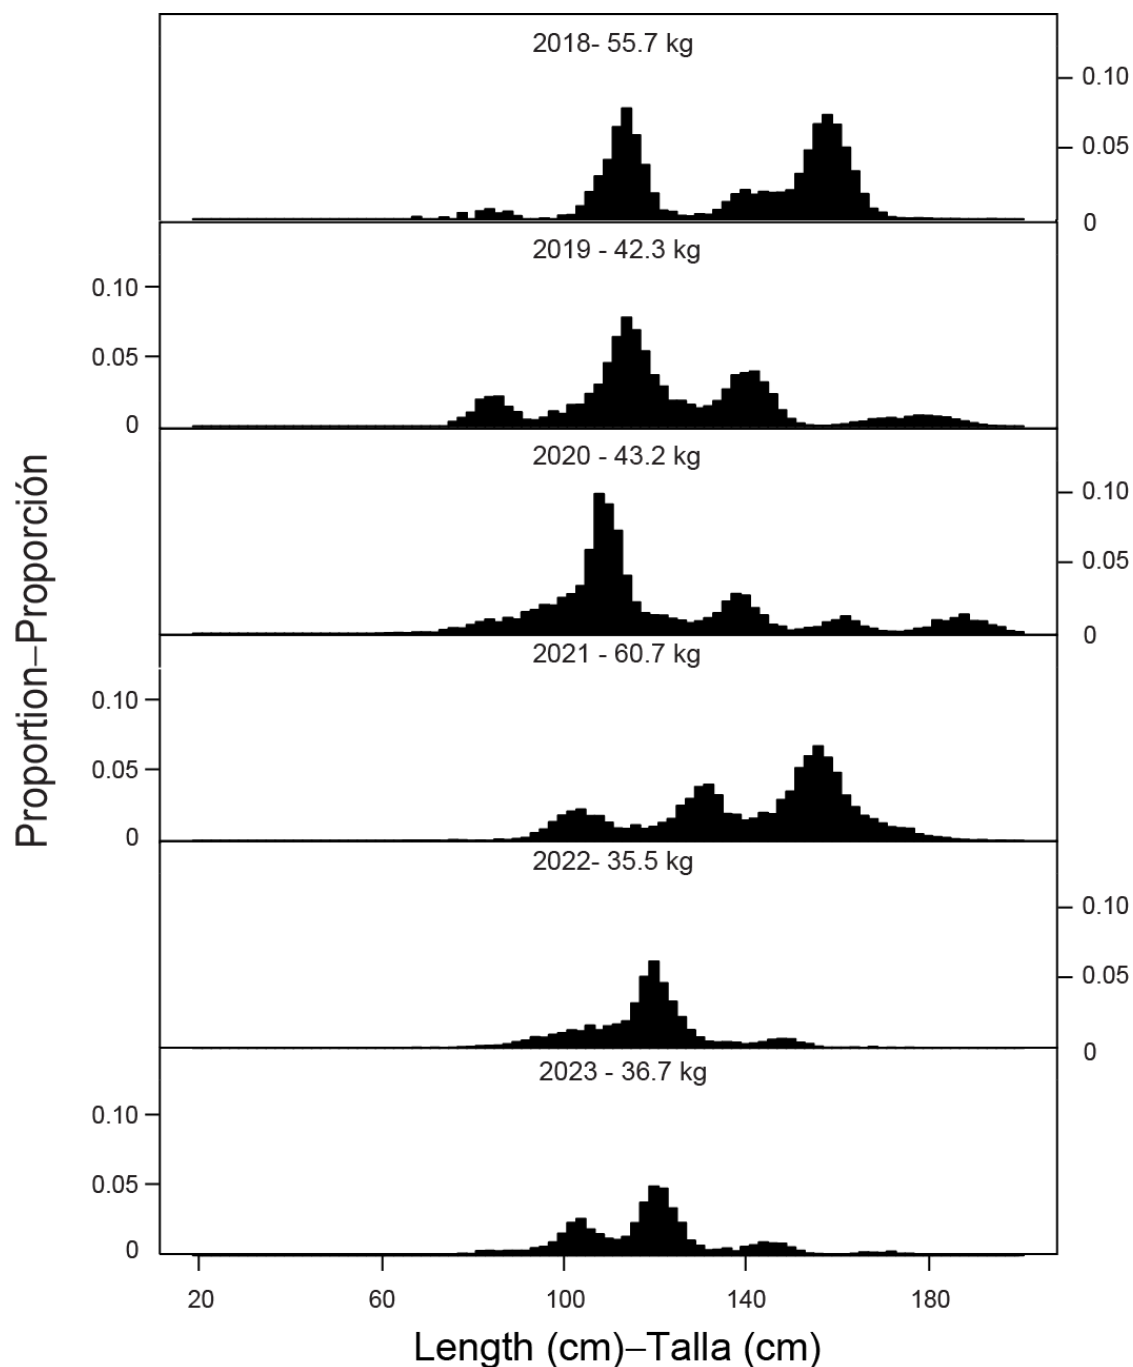 2018- 55.7 kg
0.10
0.05
0
2019 - 42.3 kg
0.10
0.05
0
2020 - 43.2 kg
0.10
0.05
0
2021 - 60.7 kg
0.10
0.05
0
2022- 35.5 kg
0.10
0.05
0
2023 - 36.7 kg
0.10
0.05
0
Proportion–Proporción
20 60 100 140 180
Length (cm)–Talla (cm)